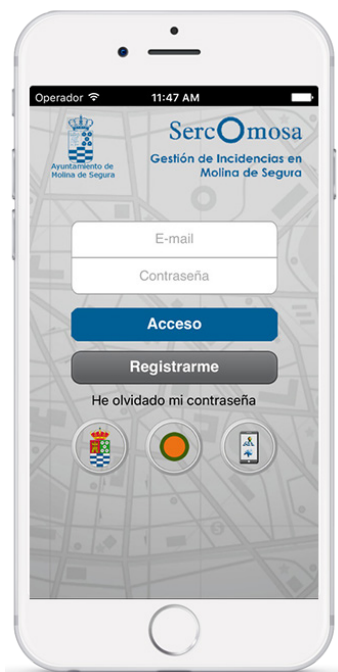 Operador 11:47 AM
Ayuntamiento de
Molina de Segura
SercOmosa
Gestión de Incidencias en
Molina de Segura
E-mail
Contraseña
Acceso
Registrarme
He olvidado mi contraseña